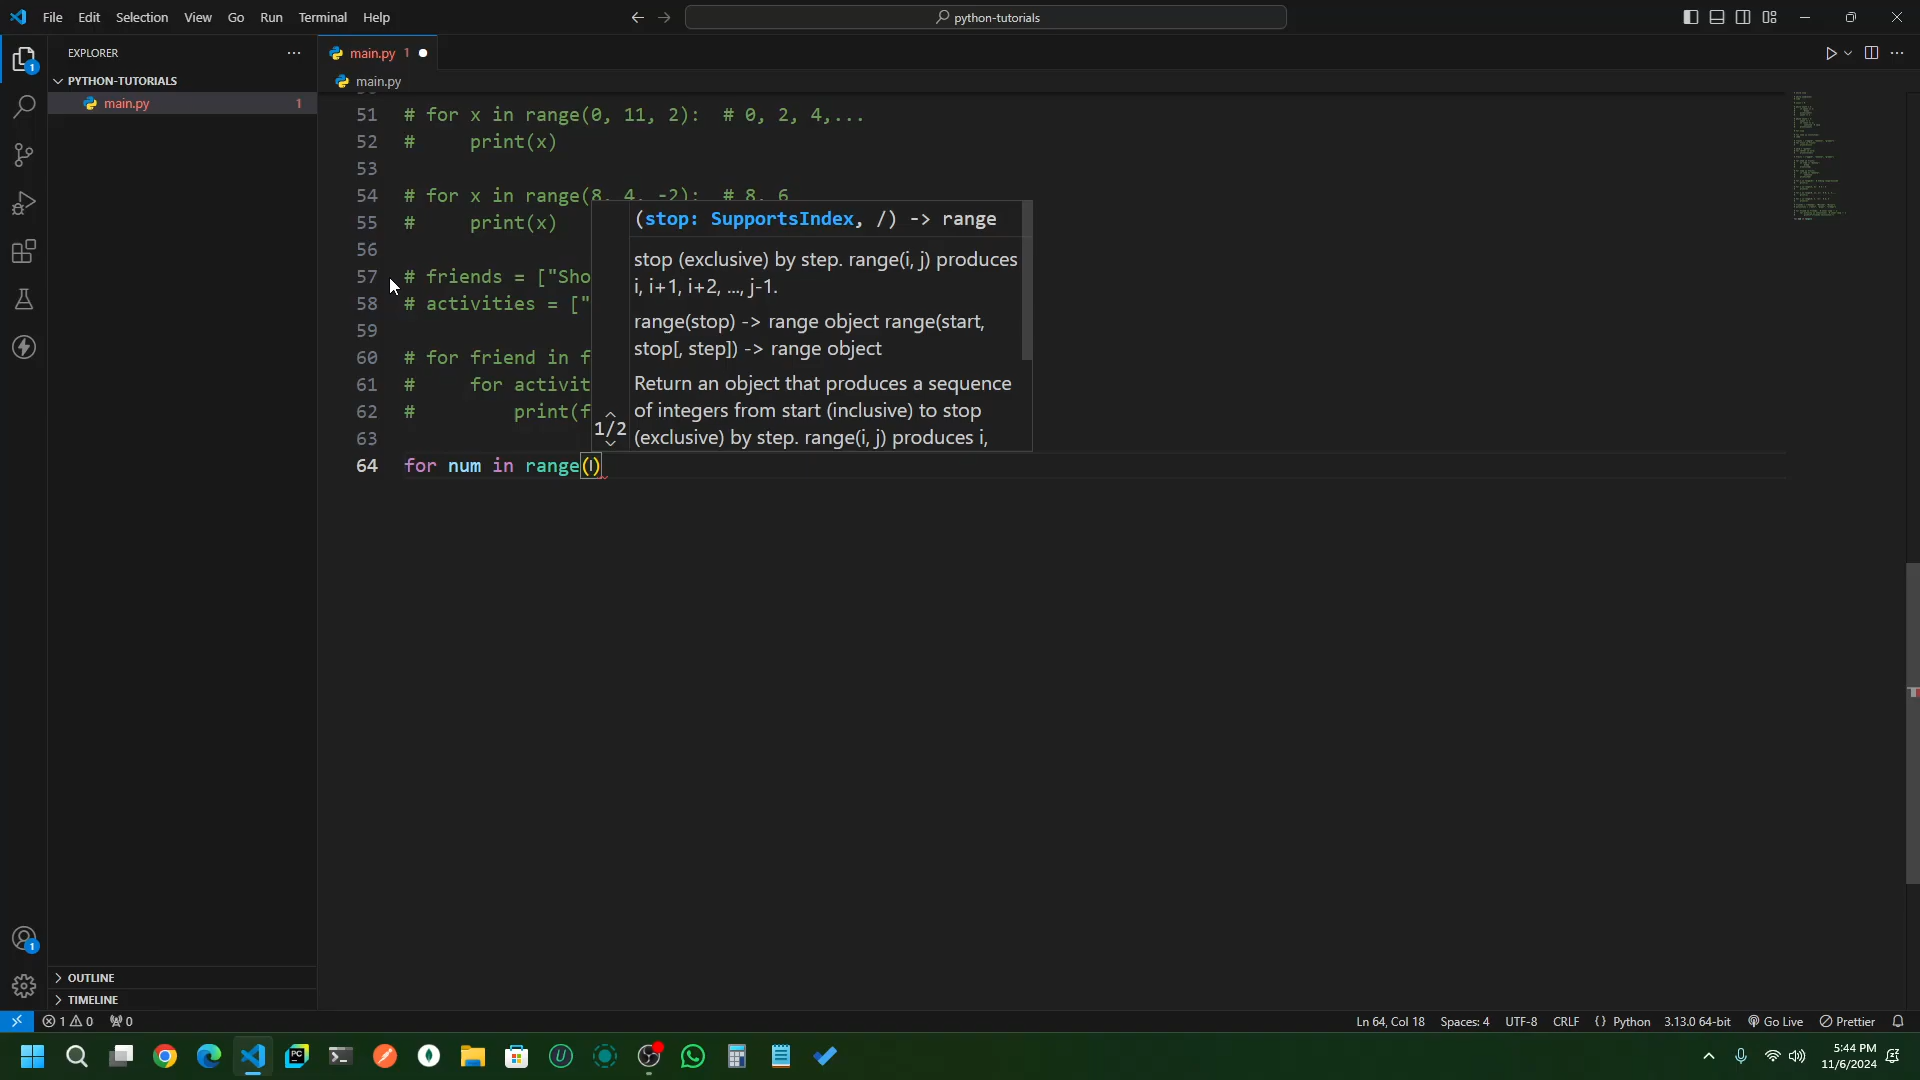 File Edit Selection View Go Run Terminal Help
python-tutorials
EXPLORER
PYTHON-TUTORIALS
main.py 1
main.py 1
main.py
51 # for x in range(0, 11, 2):  # 0, 2, 4,...
52 #     print(x)
53
54 # for x in range(8, 4, -2):  # 8, 6
55 #     print(x)
56
57 # friends = ["Sho
58 # activities = ["
59
60 # for friend in f
61 #     for activit
62 #         print(f
63
64 for num in range()
(stop: SupportsIndex, /) -> range
stop (exclusive) by step. range(i, j) produces
i, i+1, i+2, ..., j-1.
range(stop) -> range object range(start,
stop[, step]) -> range object
Return an object that produces a sequence
of integers from start (inclusive) to stop
(exclusive) by step. range(i, j) produces i,
1/2
1
1
OUTLINE
TIMELINE
1 0 0
Ln 64, Col 18 Spaces: 4 UTF-8 CRLF {} Python 3.13.0 64-bit Go Live Prettier
PC
U
5:44 PM
11/6/2024